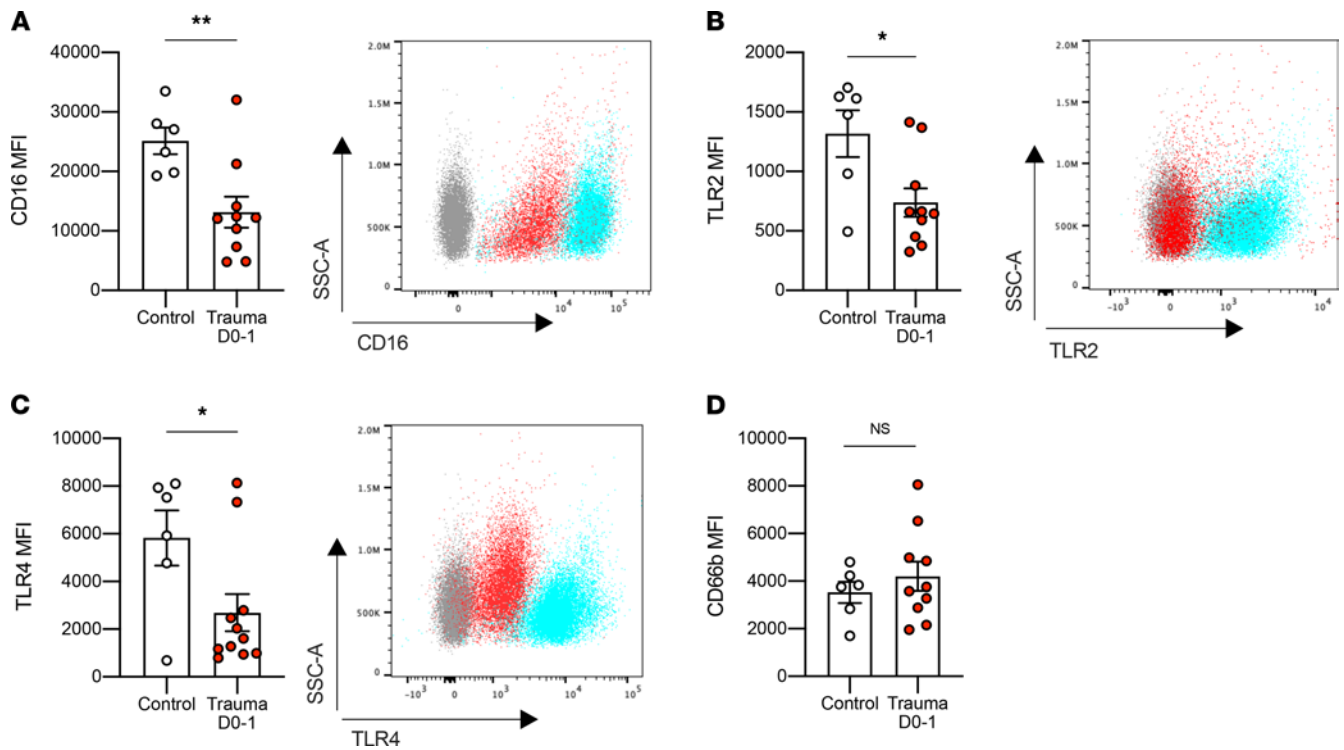 A
**
40000
30000
20000
10000
0
CD16 MFI
Control
Trauma
D0-1
2.0M
1.5M
1.0M
500K
0
SSC-A
0
10⁴
10⁵
CD16
B
*
2000
1500
1000
500
0
TLR2 MFI
Control
Trauma
D0-1
2.0M
1.5M
1.0M
500K
0
SSC-A
-10³
0
10³
10⁴
TLR2
C
*
10000
8000
6000
4000
2000
0
TLR4 MFI
Control
Trauma
D0-1
2.0M
1.5M
1.0M
500K
0
SSC-A
-10³
0
10³
10⁴
10⁵
TLR4
D
NS
10000
8000
6000
4000
2000
0
CD66b MFI
Control
Trauma
D0-1